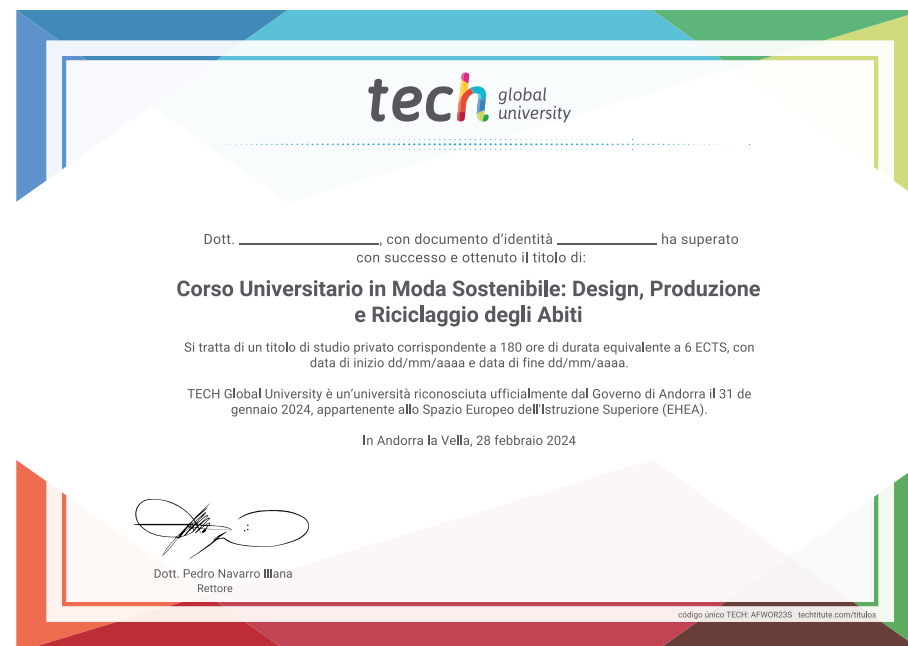 tech global university
Dott. , con documento d'identità ha superato
con successo e ottenuto il titolo di:
Corso Universitario in Moda Sostenibile: Design, Produzione
e Riciclaggio degli Abiti
Si tratta di un titolo di studio privato corrispondente a 180 ore di durata equivalente a 6 ECTS, con
data di inizio dd/mm/aaaa e data di fine dd/mm/aaaa.
TECH Global University è un'università riconosciuta ufficialmente dal Governo di Andorra il 31 de
gennaio 2024, appartenente allo Spazio Europeo dell'Istruzione Superiore (EHEA).
In Andorra la Vella, 28 febbraio 2024
Dott. Pedro Navarro Illana
Rettore
código único TECH: AFWOR23S techtitute.com/titulos